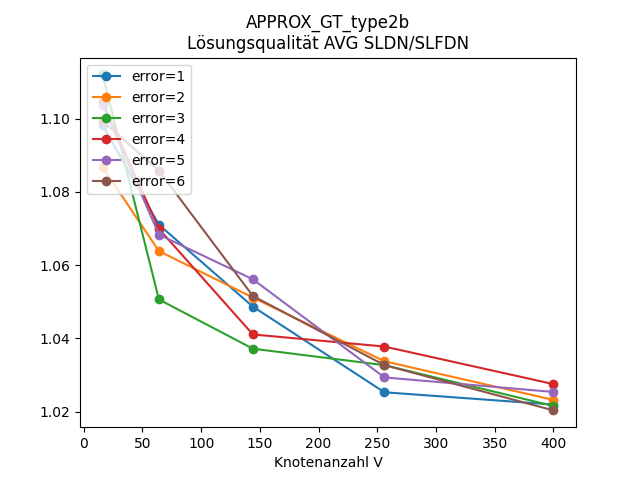 APPROX_GT_type2b
Lösungsqualität AVG SLDN/SLFDN
error=1
error=2
error=3
error=4
error=5
error=6
1.10
1.08
1.06
1.04
1.02
0 50 100 150 200 250 300 350 400
Knotenanzahl V